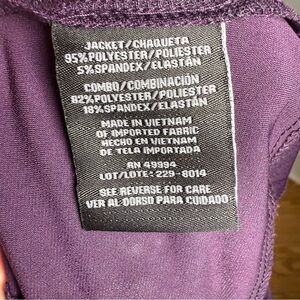 JACKET/CHAQUETA
95% POLYESTER/POLIESTER
5% SPANDEX/ELASTÁN
COMBO/COMBINACIÓN
82% POLYESTER/POLIESTER
18% SPANDEX/ELASTÁN
MADE IN VIETNAM
OF IMPORTED FABRIC
HECHO EN VIETNAM
DE TELA IMPORTADA
RN 49994
LOT/LOTE: 229-8014
SEE REVERSE FOR CARE
VER AL DORSO PARA CUIDADO